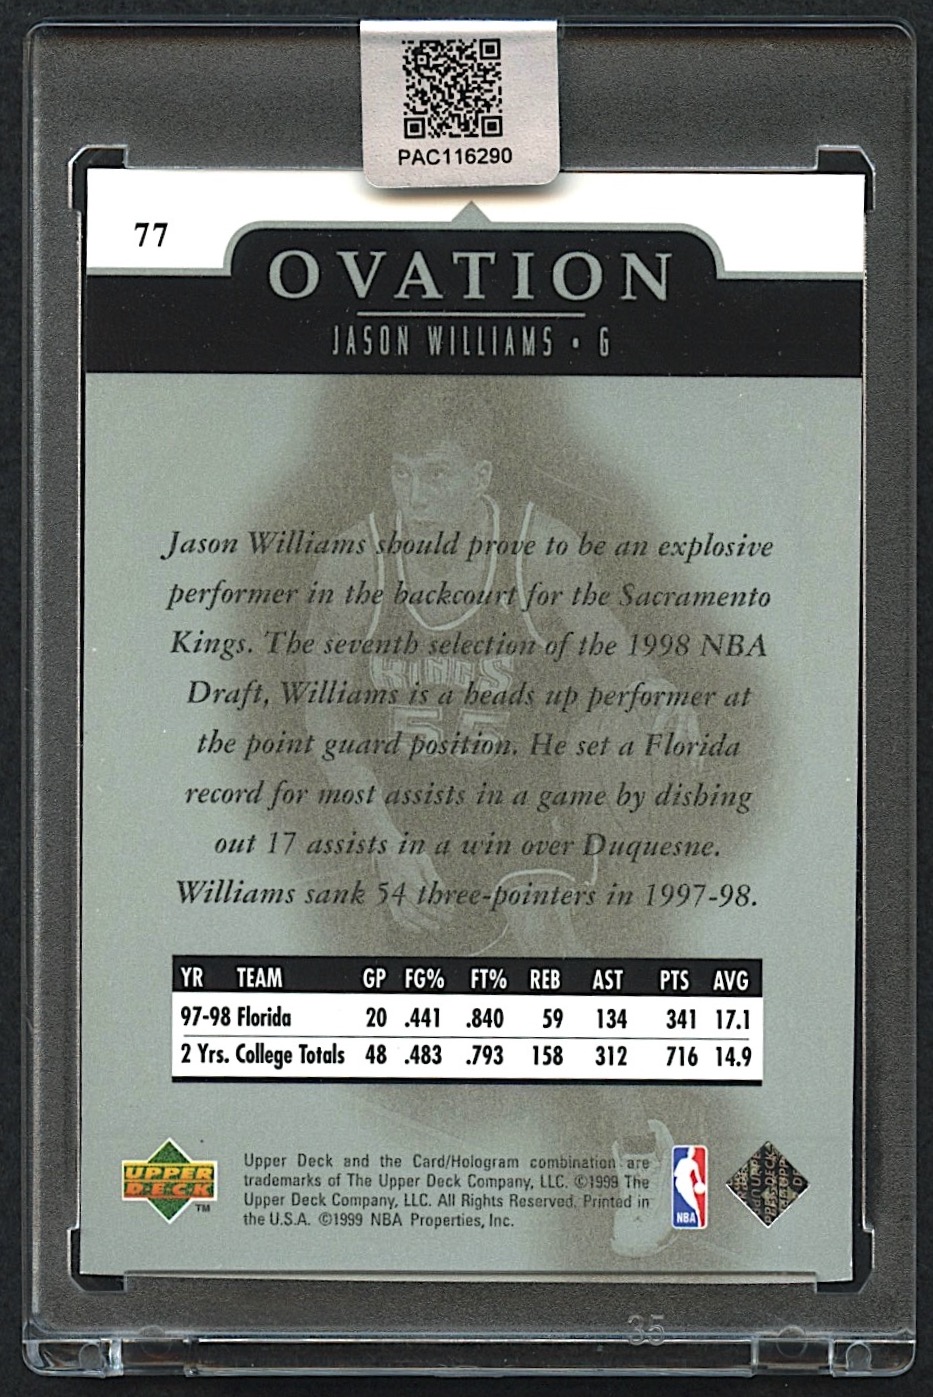 PAC116290
77
OVATION
JASON WILLIAMS • G
Jason Williams should prove to be an explosive
performer in the backcourt for the Sacramento
Kings. The seventh selection of the 1998 NBA
Draft, Williams is a heads up performer at
the point guard position. He set a Florida
record for most assists in a game by dishing
out 17 assists in a win over Duquesne.
Williams sank 54 three-pointers in 1997-98.
KINGS
55
YR TEAM GP FG% FT% REB AST PTS AVG
97-98 Florida 20 .441 .840 59 134 341 17.1
2 Yrs. College Totals 48 .483 .793 158 312 716 14.9
UPPER
DECK
TM
Upper Deck and the Card/Hologram combination are
trademarks of The Upper Deck Company, LLC. ©1999 The
Upper Deck Company, LLC. All Rights Reserved. Printed in
the U.S.A. ©1999 NBA Properties, Inc.
NBA
35